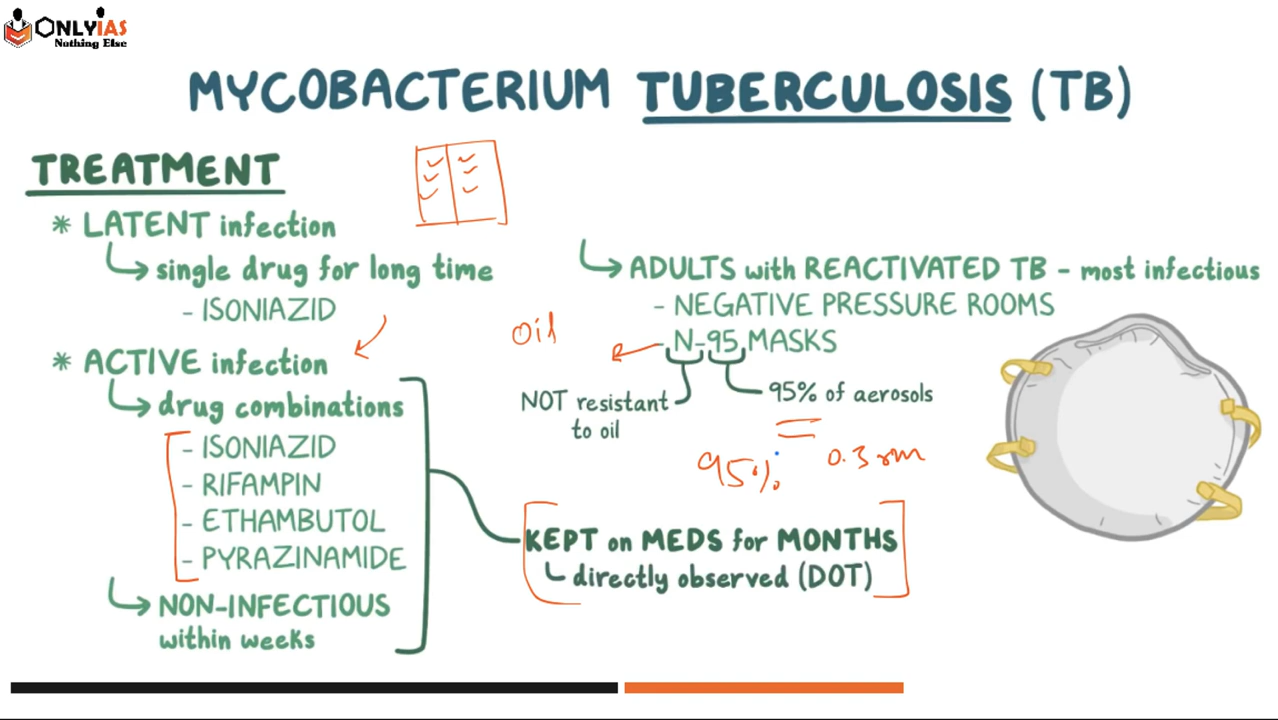 ONLYIAS
Nothing Else
MYCOBACTERIUM TUBERCULOSIS (TB)
TREATMENT
* LATENT infection
single drug for long time
- ISONIAZID
* ACTIVE infection
drug combinations
- ISONIAZID
- RIFAMPIN
- ETHAMBUTOL
- PYRAZINAMIDE
NON-INFECTIOUS
within weeks
ADULTS with REACTIVATED TB - most infectious
- NEGATIVE PRESSURE ROOMS
- N-95 MASKS
Oil
NOT resistant
to oil
95% of aerosols
95%
0.3
KEPT on MEDS for MONTHS
directly observed (DOT)